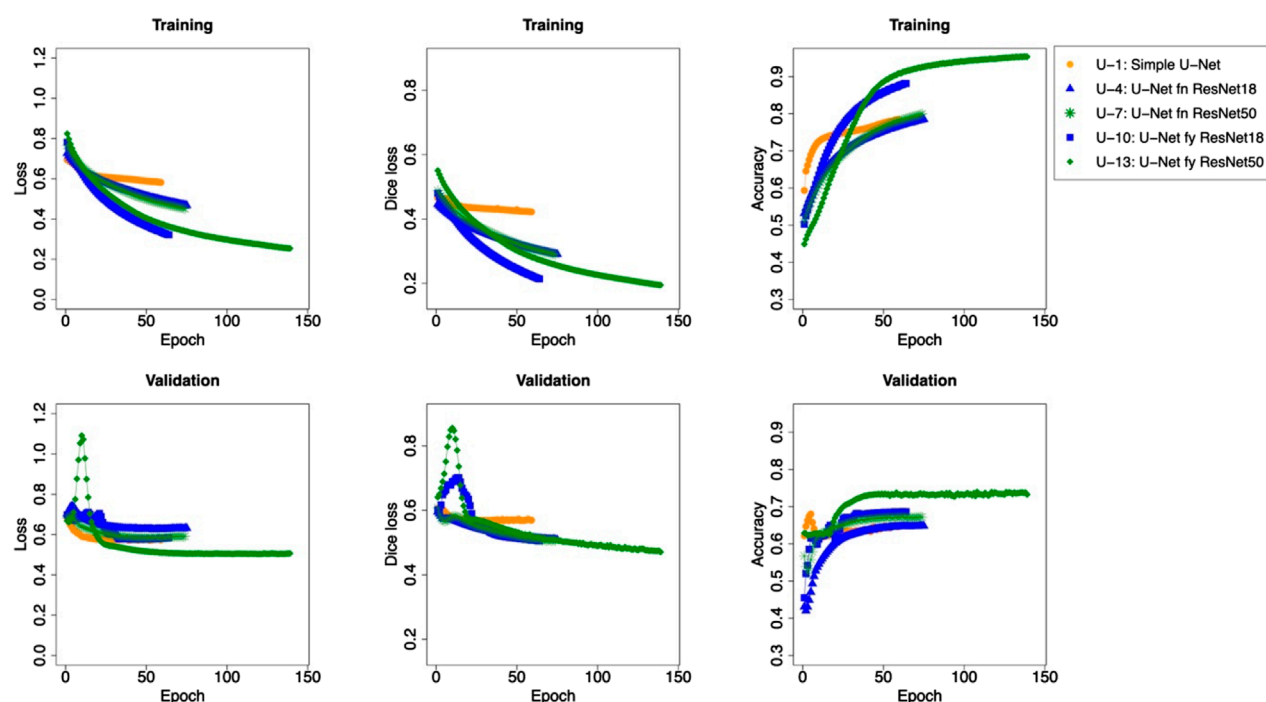 Training
Loss
0.0 0.2 0.4 0.6 0.8 1.0 1.2
0 50 100 150
Epoch
Training
Dice loss
0.2 0.4 0.6 0.8
0 50 100 150
Epoch
Training
Accuracy
0.3 0.4 0.5 0.6 0.7 0.8 0.9
0 50 100 150
Epoch
U-1: Simple U-Net
U-4: U-Net fn ResNet18
U-7: U-Net fn ResNet50
U-10: U-Net fy ResNet18
U-13: U-Net fy ResNet50
Validation
Loss
0.0 0.2 0.4 0.6 0.8 1.0 1.2
0 50 100 150
Epoch
Validation
Dice loss
0.2 0.4 0.6 0.8
0 50 100 150
Epoch
Validation
Accuracy
0.3 0.4 0.5 0.6 0.7 0.8 0.9
0 50 100 150
Epoch